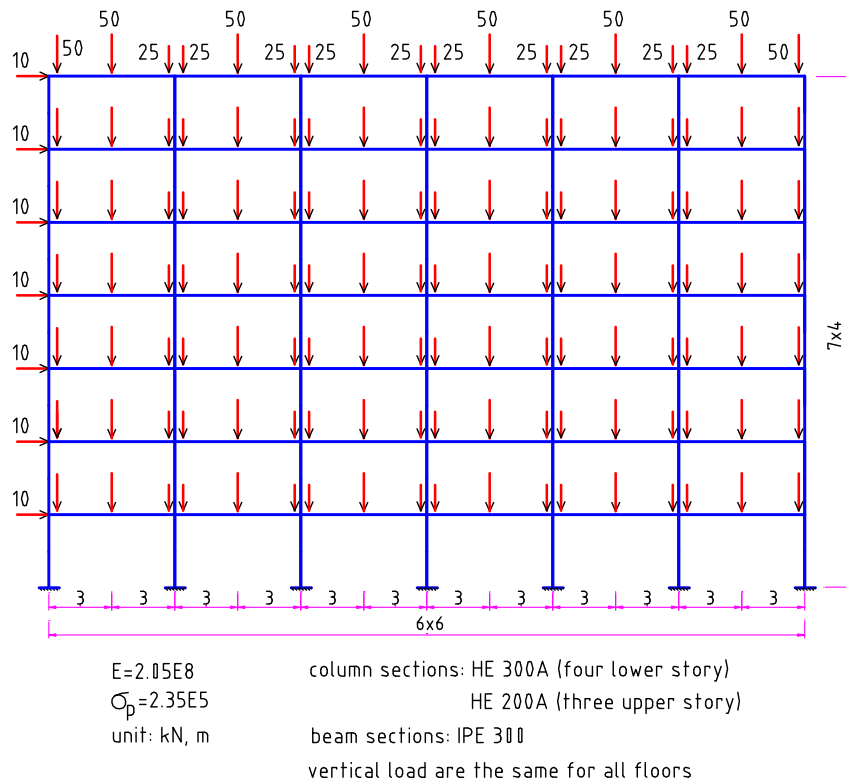 50 50 50 50 50 50
10 50 25 25 25 25 25 25 25 25 25 25 50
10
10
10
10
10
10
7x4
3 3 3 3 3 3 3 3 3 3 3 3
6x6
E=2.05E8 column sections: HE 300A (four lower story)
σp=2.35E5 HE 200A (three upper story)
unit: kN, m beam sections: IPE 300
vertical load are the same for all floors